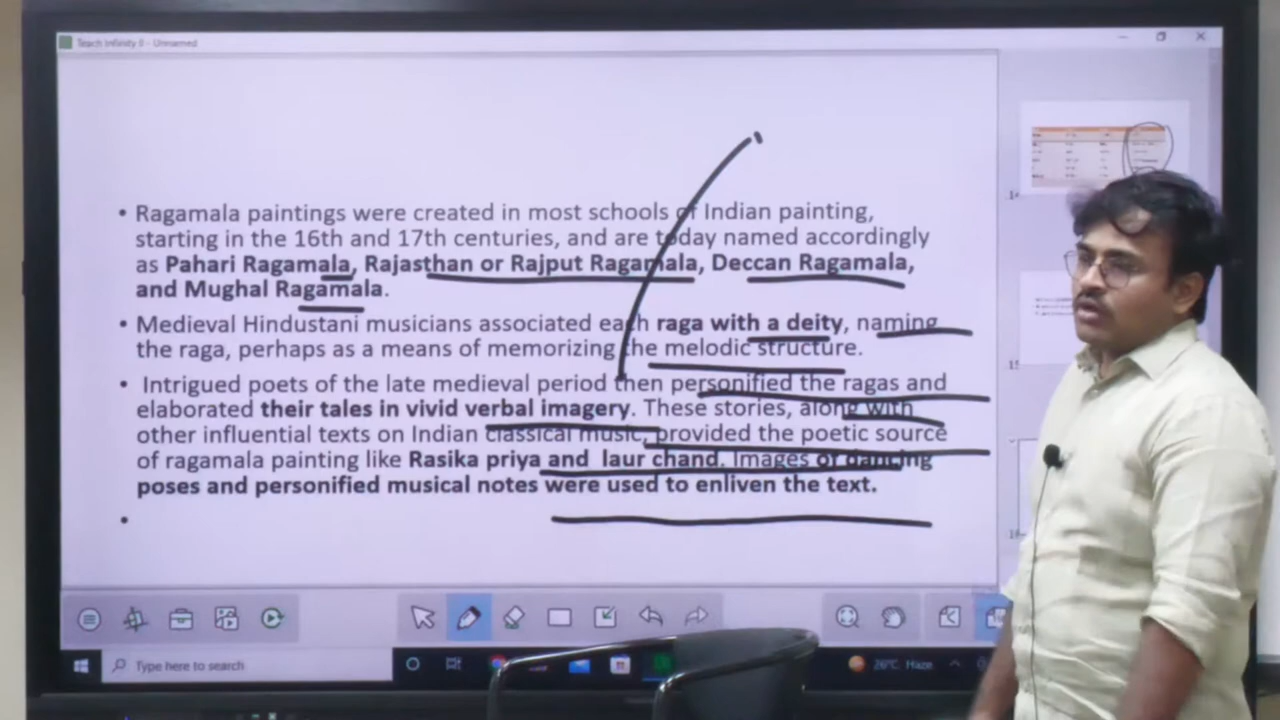 Teach Infinity
• Ragamala paintings were created in most schools of Indian painting,
starting in the 16th and 17th centuries, and are today named accordingly
as Pahari Ragamala, Rajasthan or Rajput Ragamala, Deccan Ragamala,
and Mughal Ragamala.
• Medieval Hindustani musicians associated each raga with a deity, naming
the raga, perhaps as a means of memorizing the melodic structure.
• Intrigued poets of the late medieval period then personified the ragas and
elaborated their tales in vivid verbal imagery. These stories, along with
other influential texts on Indian classical music, provided the poetic source
of ragamala painting like Rasika priya and laur chand. Images of dancing
poses and personified musical notes were used to enliven the text.
•
Type here to search
26°C Haze